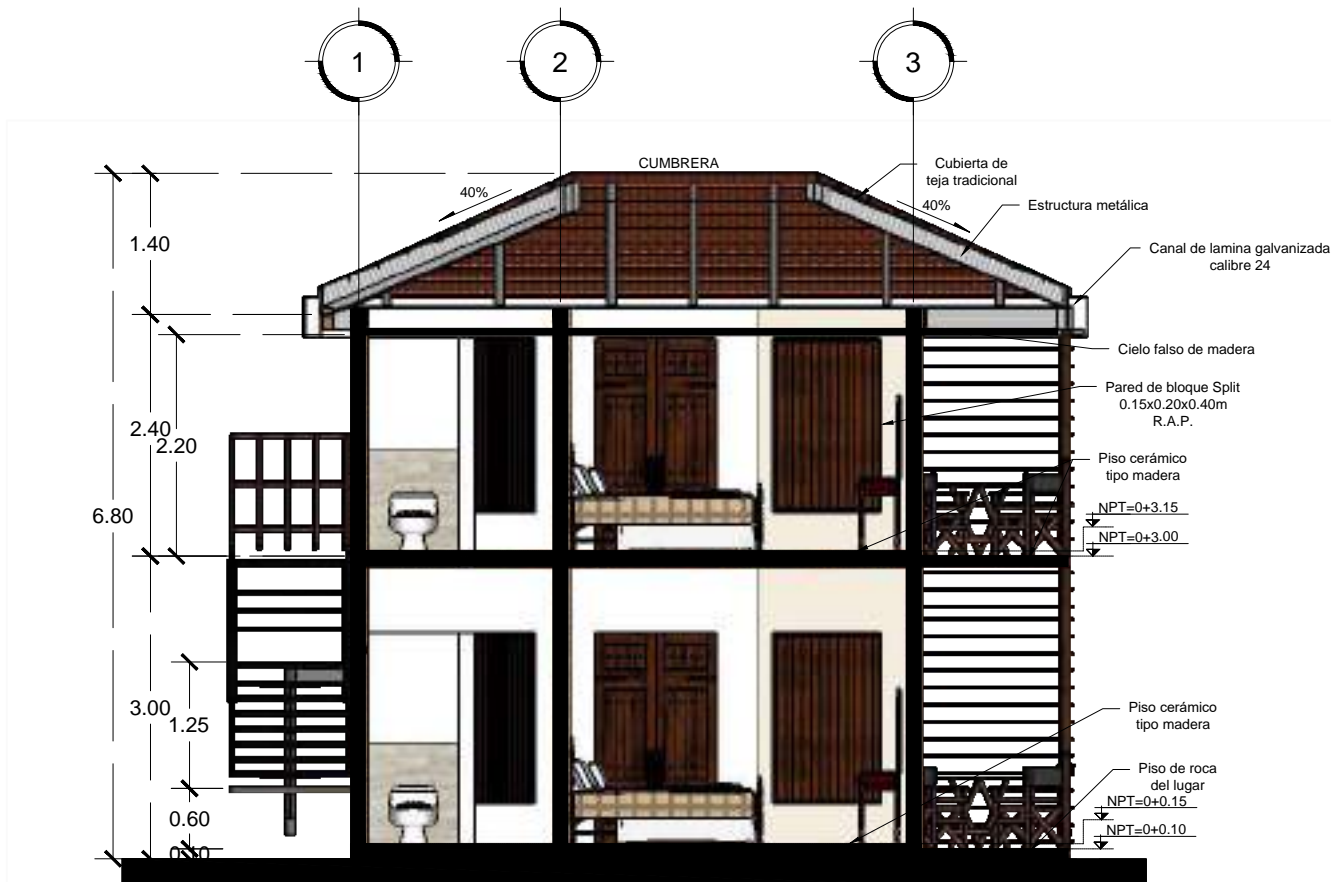 1
2
3
CUMBRERA
Cubierta de
teja tradicional
40%
40%
Estructura metálica
Canal de lamina galvanizada
calibre 24
1.40
Cielo falso de madera
Pared de bloque Split
0.15x0.20x0.40m
R.A.P.
2.40
2.20
Piso cerámico
tipo madera
6.80
NPT=0+3.15
NPT=0+3.00
3.00
1.25
Piso cerámico
tipo madera
Piso de roca
del lugar
NPT=0+0.15
0.60
NPT=0+0.10
0.10